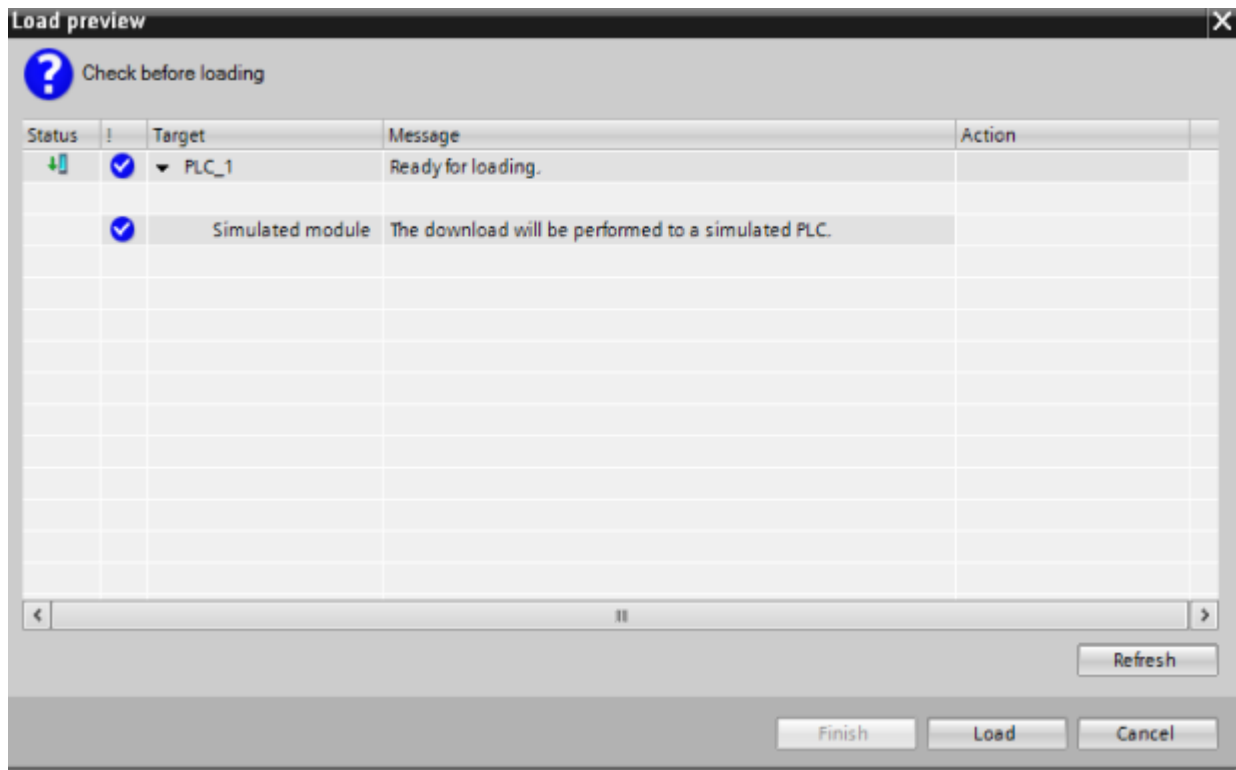 Load preview
Check before loading
Status ! Target Message Action
PLC_1 Ready for loading.
Simulated module The download will be performed to a simulated PLC.
Refresh
Finish Load Cancel